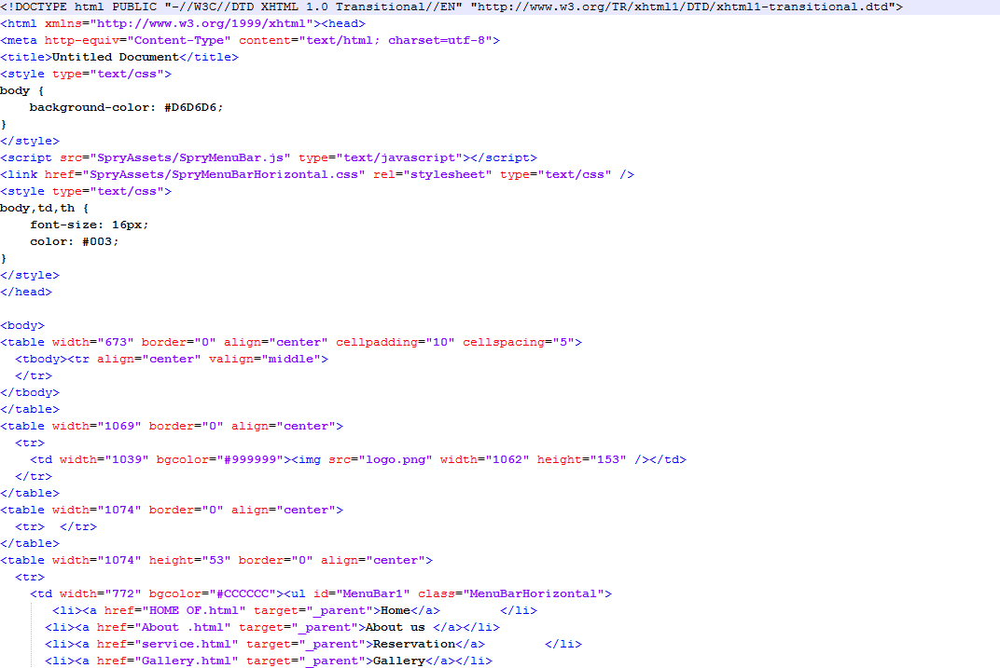 <!DOCTYPE html PUBLIC "-//W3C//DTD XHTML 1.0 Transitional//EN" "http://www.w3.org/TR/xhtml1/DTD/xhtml1-transitional.dtd">
<html xmlns="http://www.w3.org/1999/xhtml"><head>
<meta http-equiv="Content-Type" content="text/html; charset=utf-8">
<title>Untitled Document</title>
<style type="text/css">
body {
    background-color: #D6D6D6;
}
</style>
<script src="SpryAssets/SpryMenuBar.js" type="text/javascript"></script>
<link href="SpryAssets/SpryMenuBarHorizontal.css" rel="stylesheet" type="text/css" />
<style type="text/css">
body,td,th {
    font-size: 16px;
    color: #003;
}
</style>
</head>

<body>
<table width="673" border="0" align="center" cellpadding="10" cellspacing="5">
  <tbody><tr align="center" valign="middle">
  </tr>
</tbody>
</table>
<table width="1069" border="0" align="center">
  <tr>
    <td width="1039" bgcolor="#999999"><img src="logo.png" width="1062" height="153" /></td>
  </tr>
</table>
<table width="1074" border="0" align="center">
  <tr>  </tr>
</table>
<table width="1074" height="53" border="0" align="center">
  <tr>
    <td width="772" bgcolor="#CCCCCC"><ul id="MenuBar1" class="MenuBarHorizontal">
       <li><a href="HOME OF.html" target="_parent">Home</a>        </li>
      <li><a href="About .html" target="_parent">About us </a></li>
      <li><a href="service.html" target="_parent">Reservation</a>        </li>
      <li><a href="Gallery.html" target="_parent">Gallery</a></li>